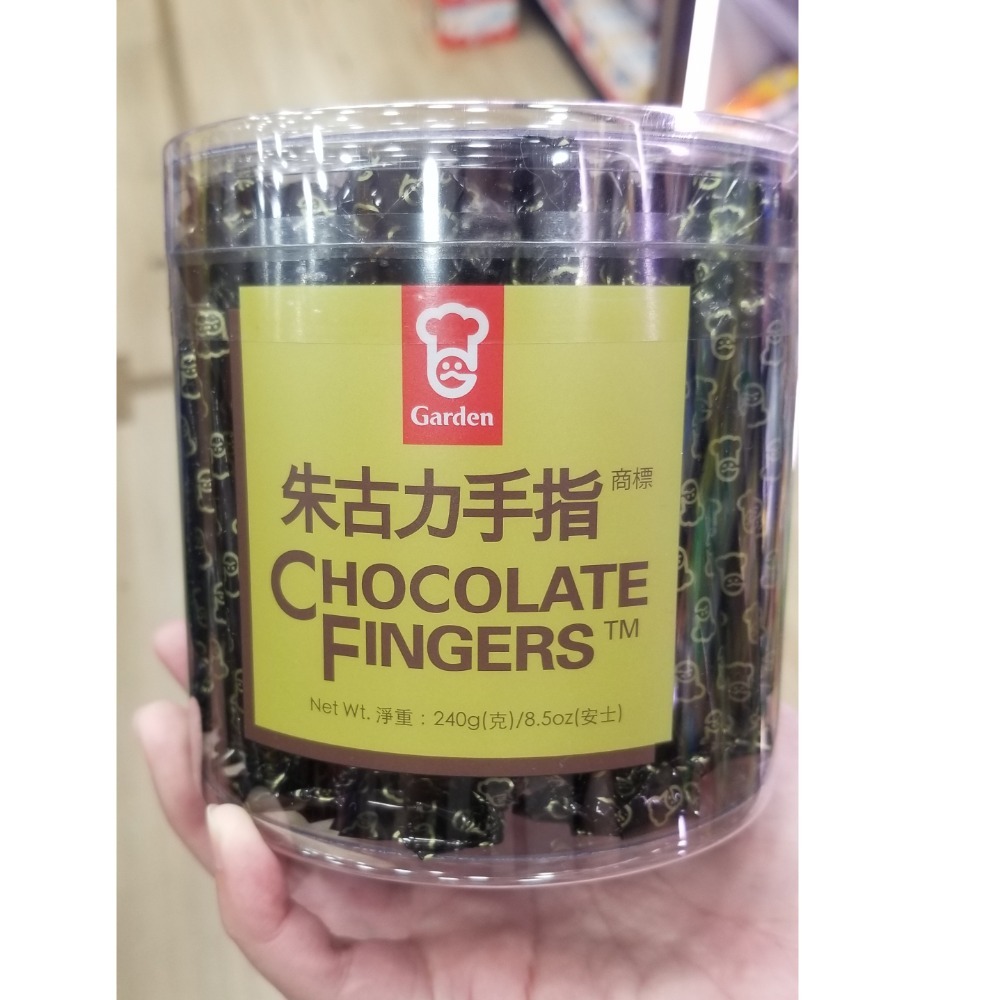 Garden
朱古力手指 商標
CHOCOLATE
FINGERS™
Net Wt. 淨重：240g(克)/8.5oz(安士)